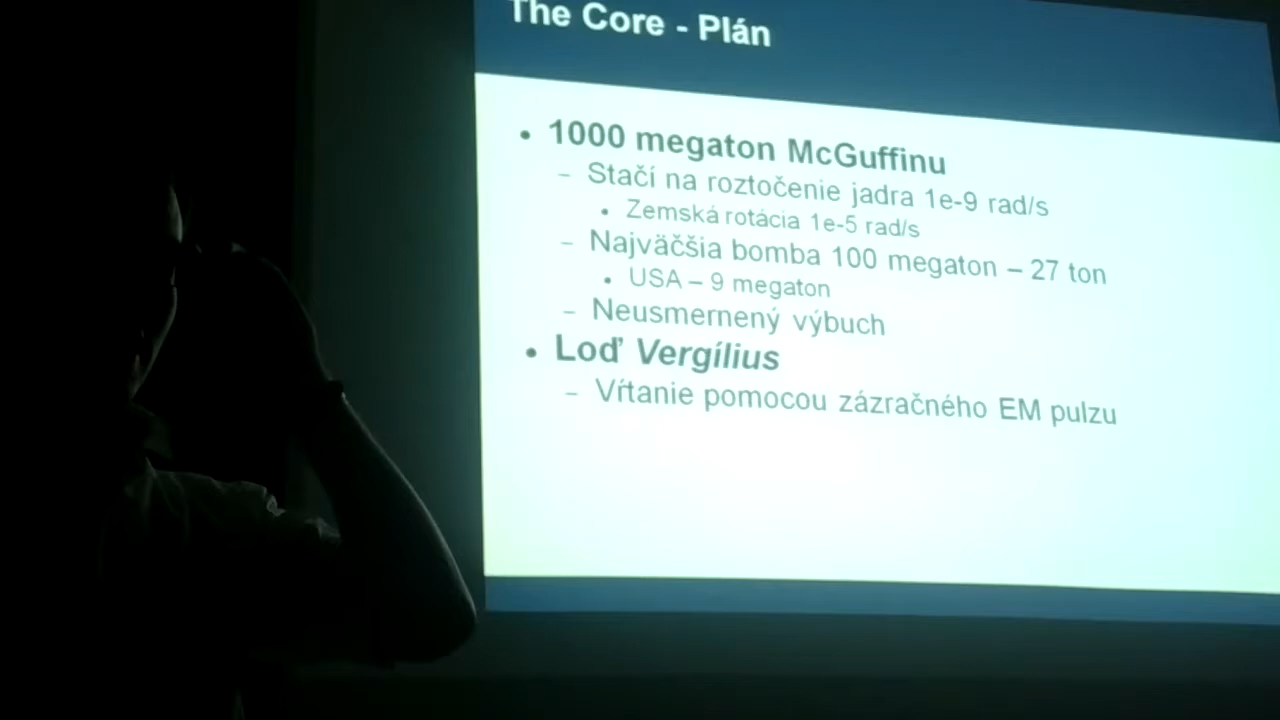 The Core - Plán
• 1000 megaton McGuffinu
– Stačí na roztočenie jadra 1e-9 rad/s
• Zemská rotácia 1e-5 rad/s
– Najväčšia bomba 100 megaton – 27 ton
• USA – 9 megaton
– Neusmernený výbuch
• Loď Vergílius
– Vŕtanie pomocou zázračného EM pulzu